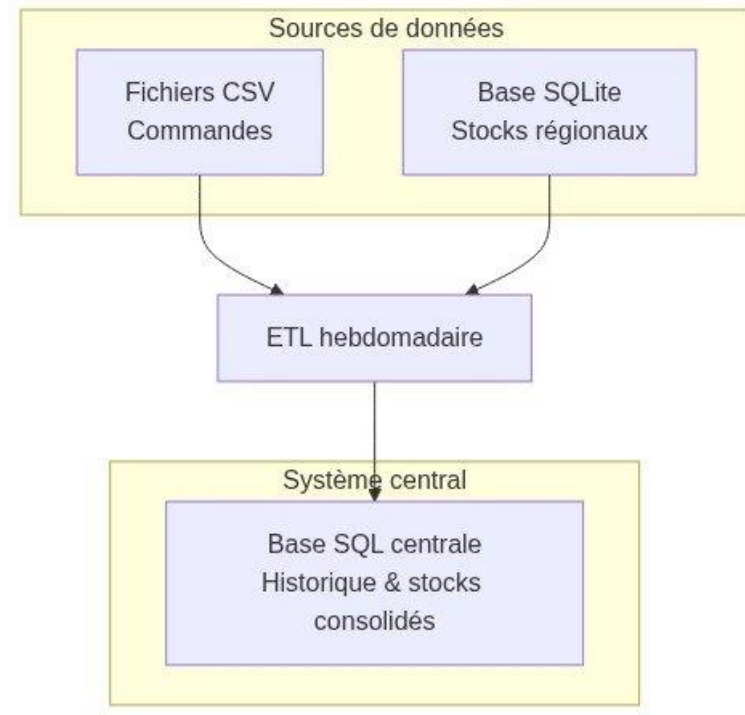 Sources de données
Fichiers CSV
Commandes
Base SQLite
Stocks régionaux
ETL hebdomadaire
Système central
Base SQL centrale
Historique & stocks
consolidés